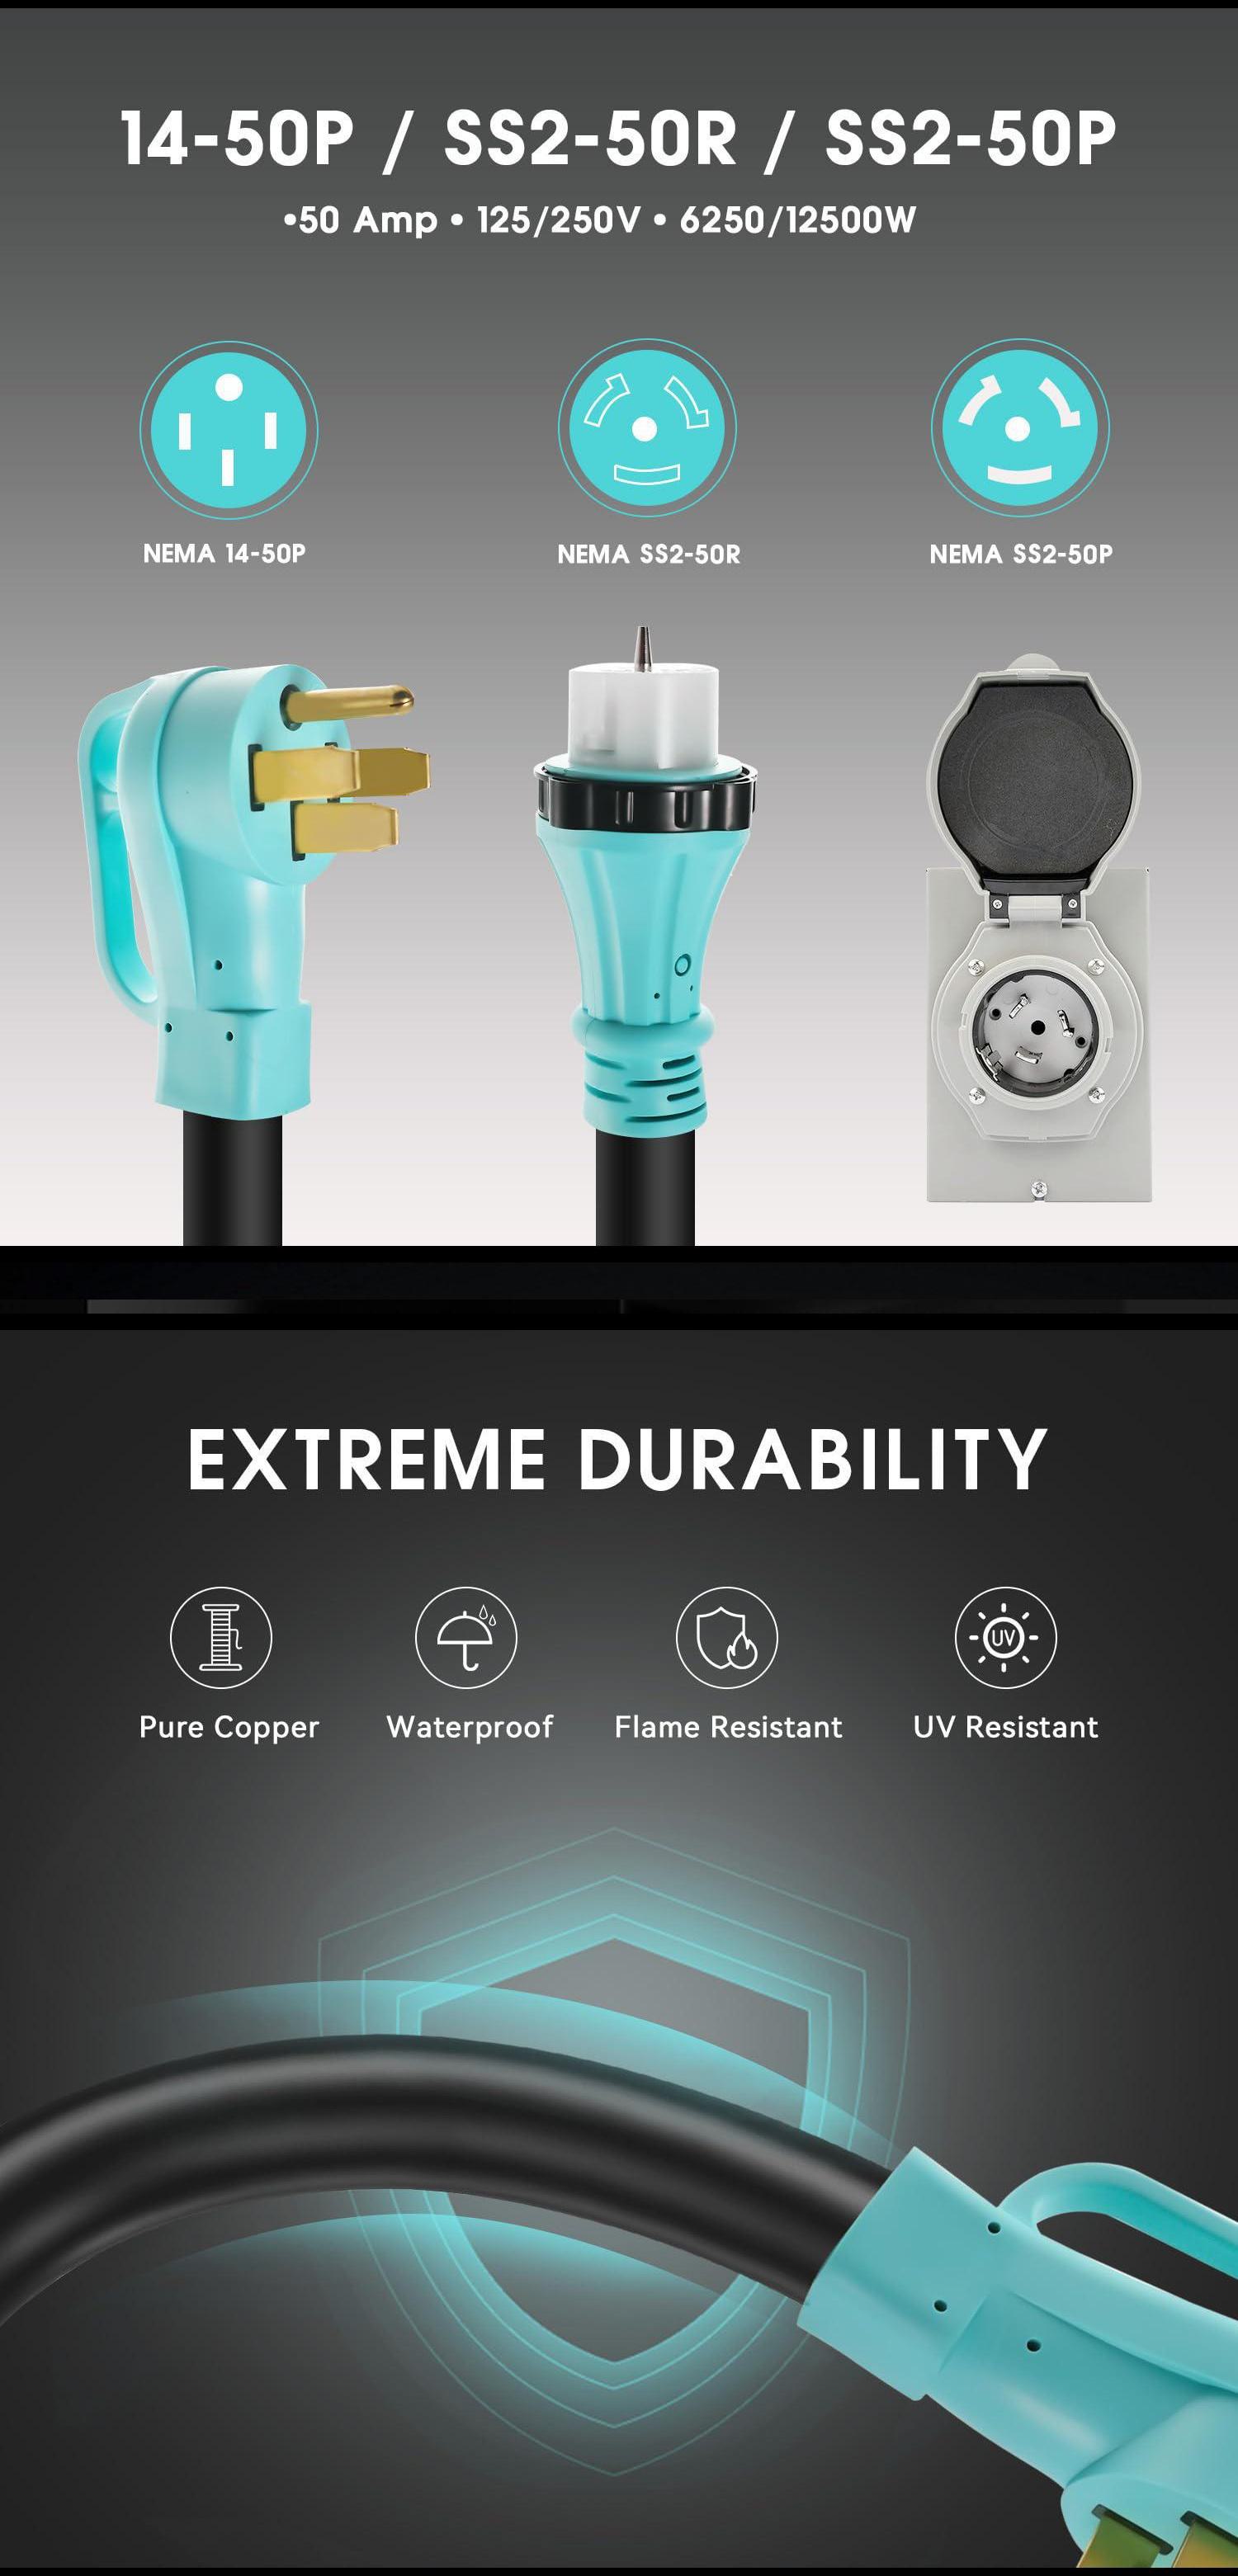 14-50P / SS2-50R / SS2-50P
•50 Amp • 125/250V • 6250/12500W
NEMA 14-50P
NEMA SS2-50R
NEMA SS2-50P
EXTREME DURABILITY
UV
Pure Copper
Waterproof
Flame Resistant
UV Resistant